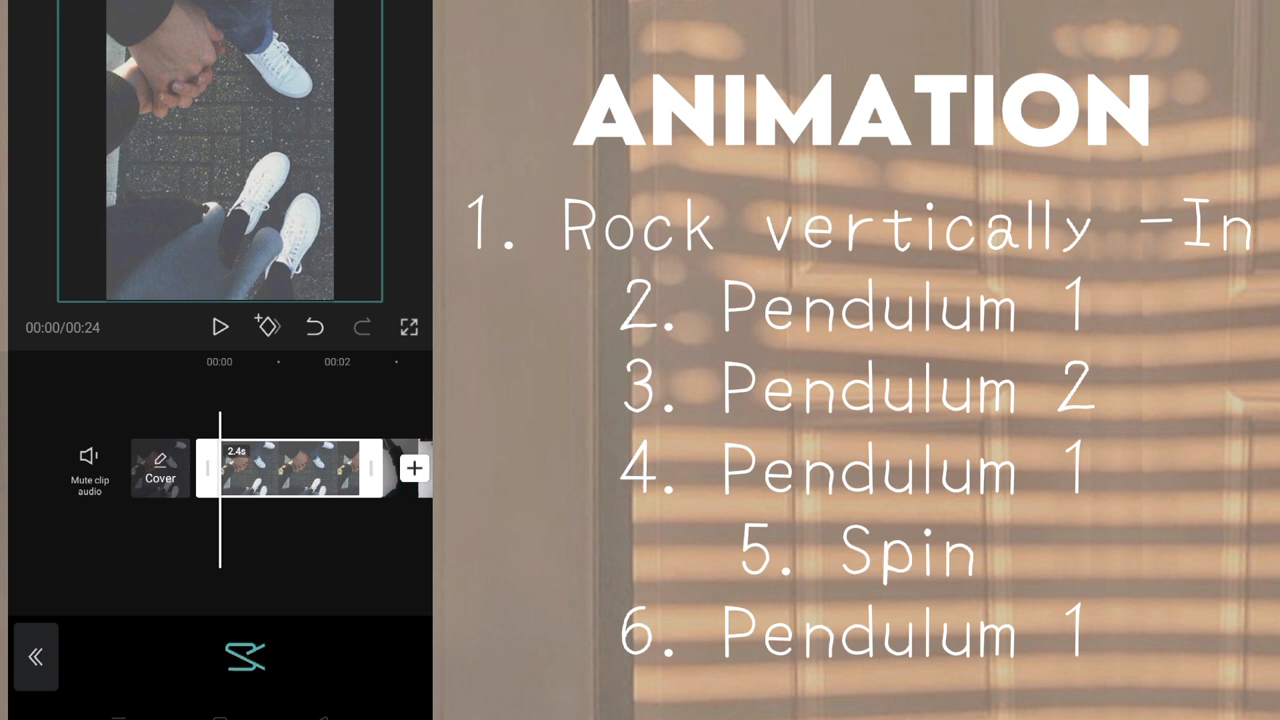 ANIMATION
1. Rock vertically -In
2. Pendulum 1
3. Pendulum 2
4. Pendulum 1
5. Spin
6. Pendulum 1
00:00/00:24
00:00
00:02
2.4s
Mute clip
audio
Cover